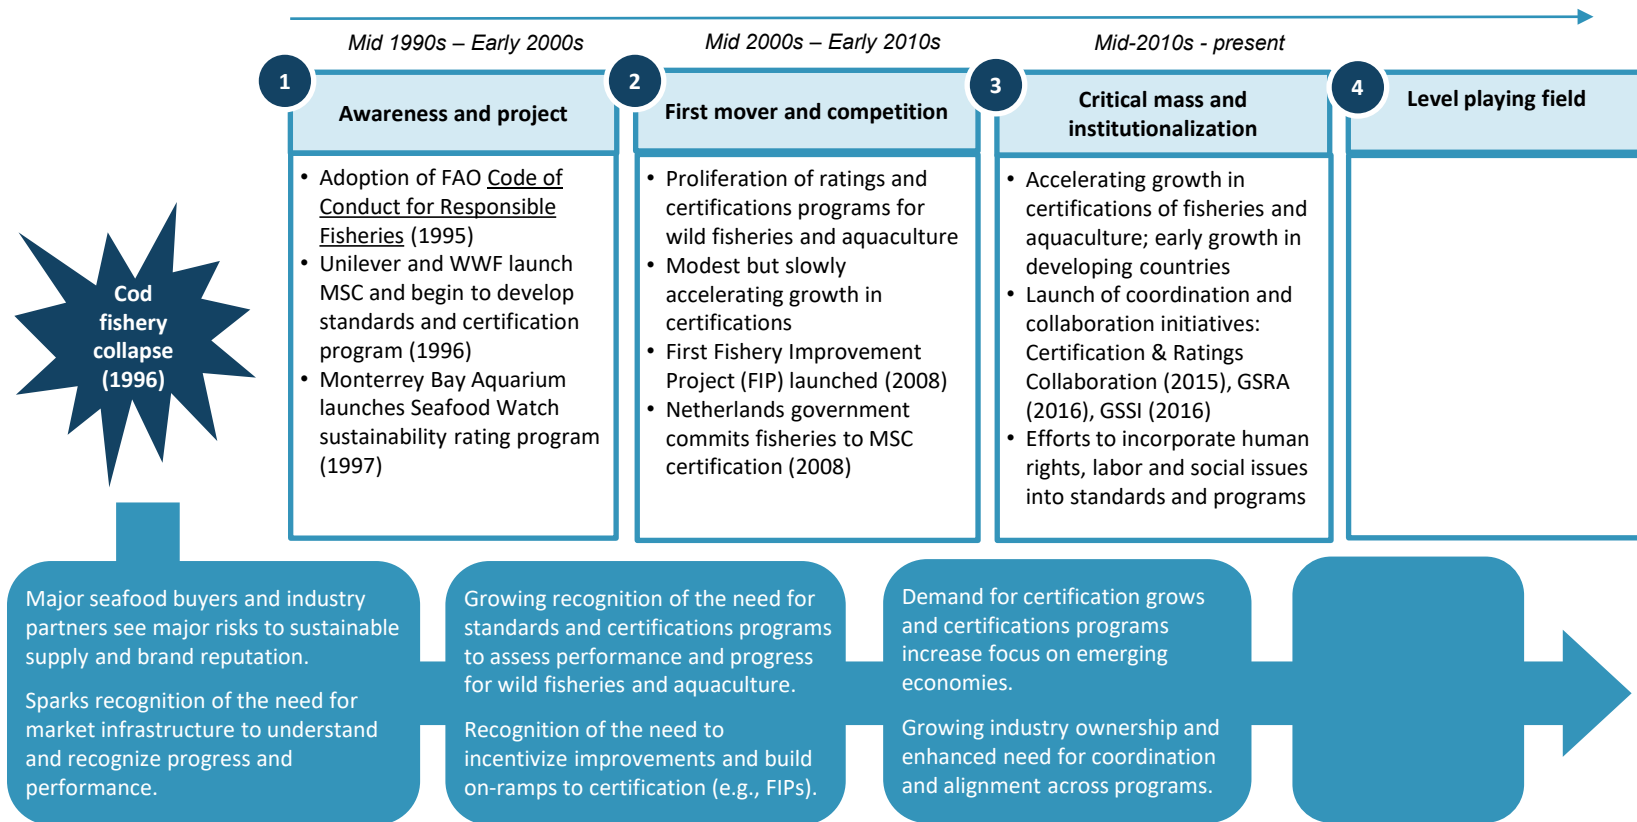 Mid 1990s – Early 2000s
Mid 2000s – Early 2010s
Mid-2010s - present
1
Awareness and project
2
First mover and competition
3
Critical mass and
institutionalization
4
Level playing field
Cod
fishery
collapse
(1996)
• Adoption of FAO Code of
Conduct for Responsible
Fisheries (1995)
• Unilever and WWF launch
MSC and begin to develop
standards and certification
program (1996)
• Monterrey Bay Aquarium
launches Seafood Watch
sustainability rating program
(1997)
• Proliferation of ratings and
certifications programs for
wild fisheries and aquaculture
• Modest but slowly
accelerating growth in
certifications
• First Fishery Improvement
Project (FIP) launched (2008)
• Netherlands government
commits fisheries to MSC
certification (2008)
• Accelerating growth in
certifications of fisheries and
aquaculture; early growth in
developing countries
• Launch of coordination and
collaboration initiatives:
Certification & Ratings
Collaboration (2015), GSRA
(2016), GSSI (2016)
• Efforts to incorporate human
rights, labor and social issues
into standards and programs
Major seafood buyers and industry
partners see major risks to sustainable
supply and brand reputation.
Sparks recognition of the need for
market infrastructure to understand
and recognize progress and
performance.
Growing recognition of the need for
standards and certifications programs
to assess performance and progress
for wild fisheries and aquaculture.
Recognition of the need to
incentivize improvements and build
on-ramps to certification (e.g., FIPs).
Demand for certification grows
and certifications programs
increase focus on emerging
economies.
Growing industry ownership and
enhanced need for coordination
and alignment across programs.